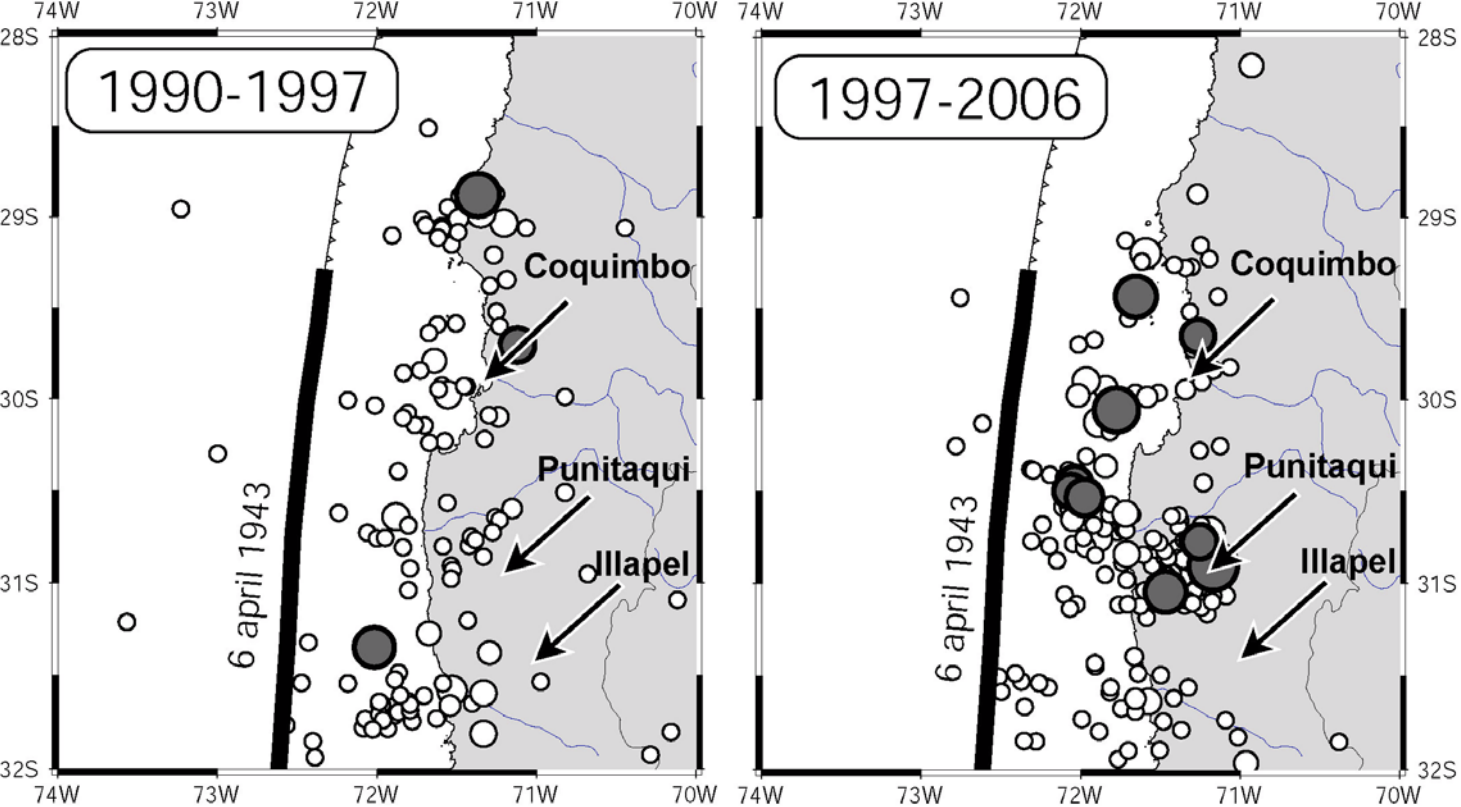 74W 73W 72W 71W 70W 74W 73W 72W 71W 70W
28S 28S
1990-1997 1997-2006
29S 29S
Coquimbo Coquimbo
30S 30S
Punitaqui Punitaqui
6 april 1943 6 april 1943
Illapel Illapel
31S 31S
32S 32S
74W 73W 72W 71W 70W 74W 73W 72W 71W 70W